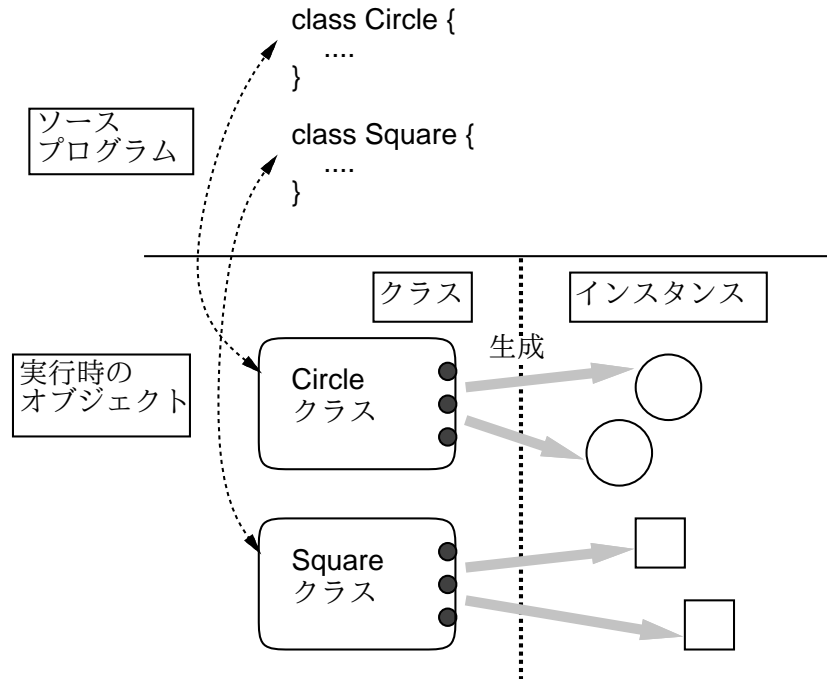 class Circle {
....
}
ソース
プログラム
class Square {
....
}
クラス
インスタンス
生成
実行時の
オブジェクト
Circle
クラス
Square
クラス